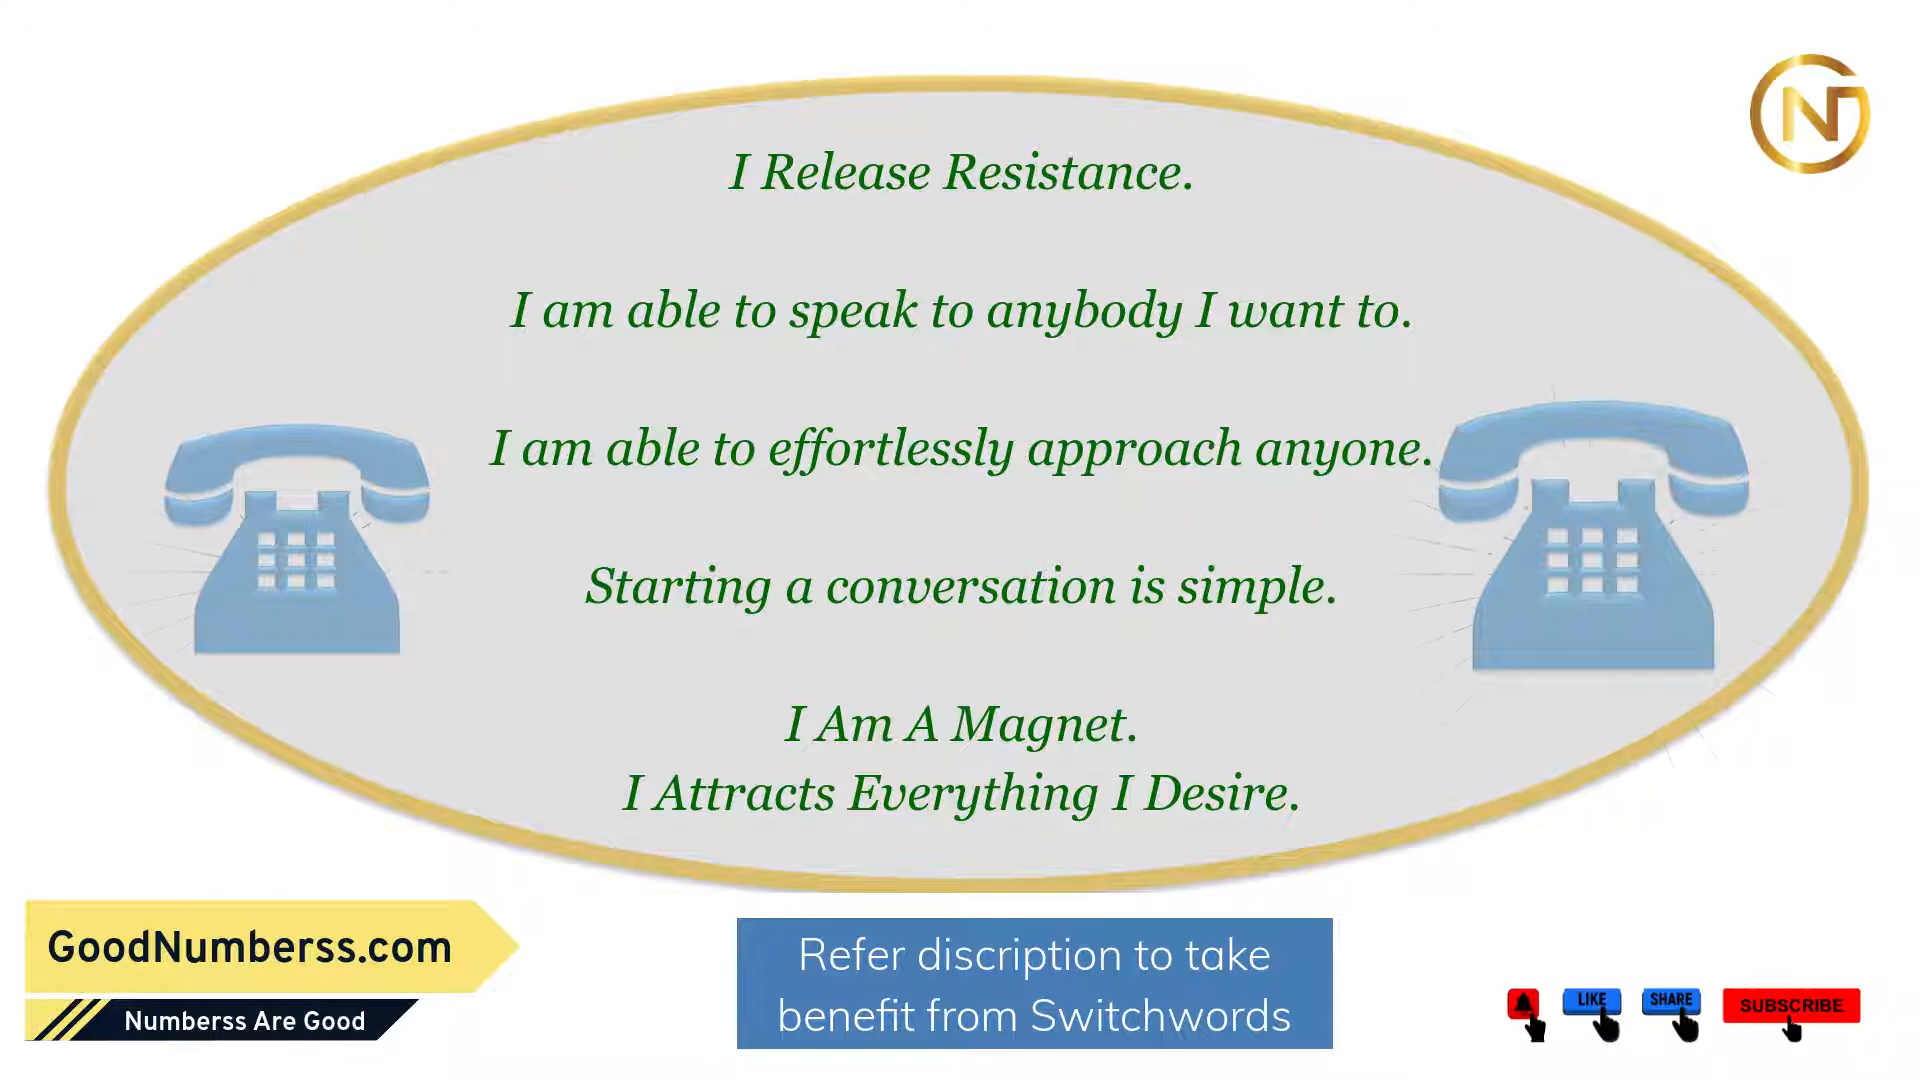 I Release Resistance.
I am able to speak to anybody I want to.
I am able to effortlessly approach anyone.
Starting a conversation is simple.
I Am A Magnet.
I Attracts Everything I Desire.
GoodNumberss.com
Numberss Are Good
Refer discription to take
benefit from Switchwords
LIKE
SHARE
SUBSCRIBE